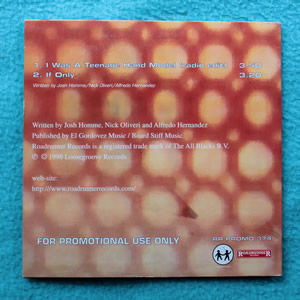 1. I Was A Teenage Hand Model (radio edit) 3.50
2. If Only 3.20
Written by Josh Homme/Nick Oliveri/Alfredo Hernandez
Written by Josh Homme, Nick Oliveri and Alfredo Hernandez
Published by El Gordovez Music / Board Stiff Music
Roadrunner Records is a registered trade mark of The All Blacks B.V.
℗ © 1998 Loosegroove Records
web-site:
http://www.roadrunnerrecords.com/
FOR PROMOTIONAL USE ONLY
RR PROMO 374
ROADRUNNER